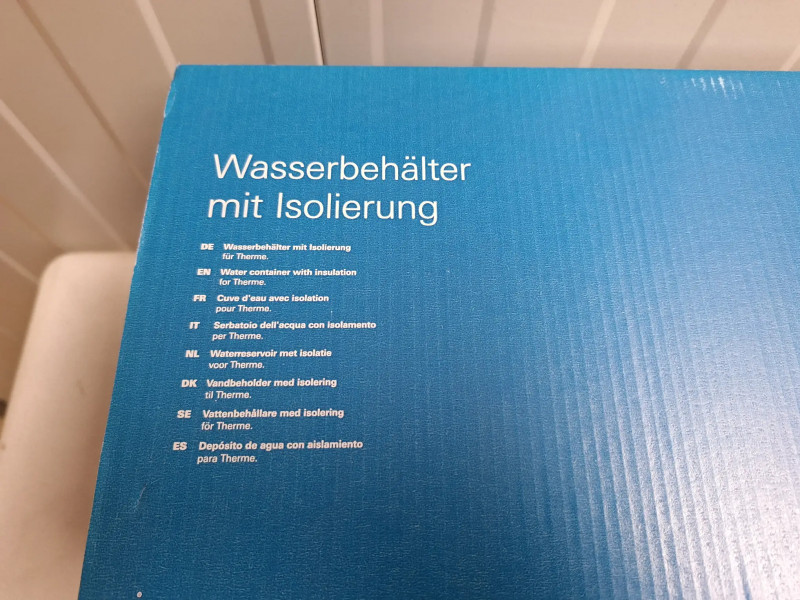 Wasserbehälter
mit Isolierung
DE Wasserbehälter mit Isolierung
für Therme.
EN Water container with insulation
for Therme.
FR Cuve d'eau avec isolation
pour Therme.
IT Serbatoio dell'acqua con isolamento
per Therme.
NL Waterreservoir met isolatie
voor Therme.
DK Vandbeholder med isolering
til Therme.
SE Vattenbehållare med isolering
för Therme.
ES Depósito de agua con aislamiento
para Therme.